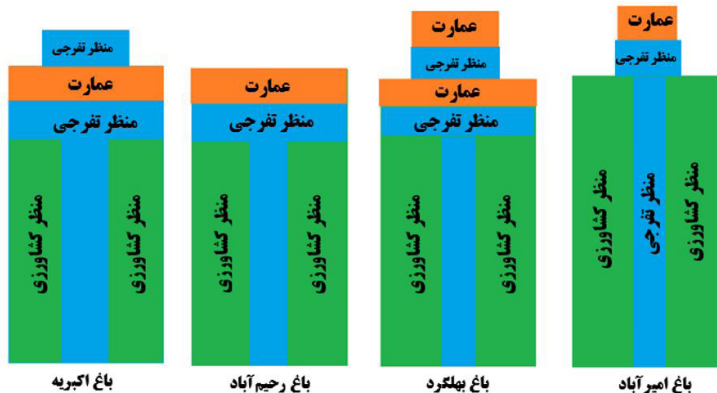 عمارت
منظر تفرجی
منظر کشاورزی
منظر تفرجی
منظر کشاورزی
باغ امیرآباد
عمارت
منظر تفرجی
عمارت
منظر تفرجی
منظر کشاورزی
منظر کشاورزی
باغ بهلگرد
عمارت
منظر تفرجی
منظر کشاورزی
منظر کشاورزی
باغ رحیم‌آباد
منظر تفرجی
عمارت
منظر تفرجی
منظر کشاورزی
منظر کشاورزی
باغ اکبریه